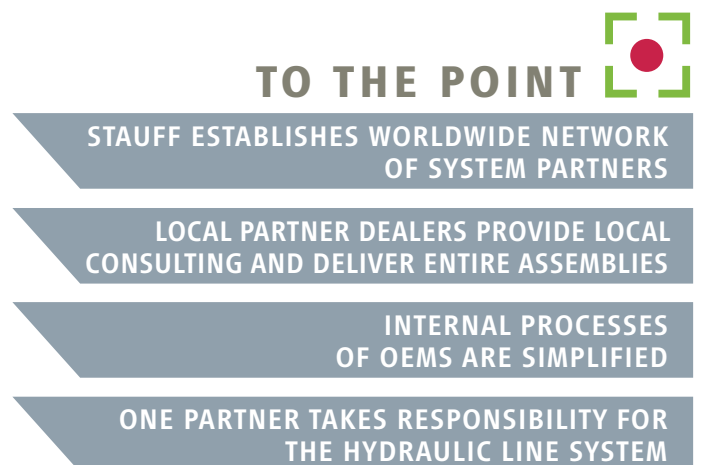 TO THE POINT
STAUFF ESTABLISHES WORLDWIDE NETWORK
OF SYSTEM PARTNERS
LOCAL PARTNER DEALERS PROVIDE LOCAL
CONSULTING AND DELIVER ENTIRE ASSEMBLIES
INTERNAL PROCESSES
OF OEMS ARE SIMPLIFIED
ONE PARTNER TAKES RESPONSIBILITY FOR
THE HYDRAULIC LINE SYSTEM